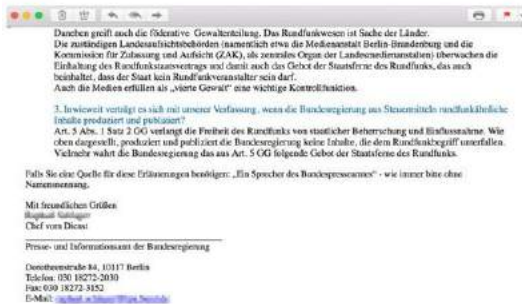 Daneben greift auch die föderative Gewaltenteilung. Das Rundfunkwesen ist Sache der Länder.
Die zuständigen Landesaufsichtsbehörden (namentlich etwa die Medienanstalt Berlin-Brandenburg und die
Kommission für Zulassung und Aufsicht (ZAK), als zentrales Organ der Landesmedienanstalten) überwachen die
Einhaltung des Rundfunkstaatsvertrags und damit auch das Gebot der Staatsferne des Rundfunks, das auch
beinhaltet, dass der Staat kein Rundfunkveranstalter sein darf.
Auch die Medien erfüllen als „vierte Gewalt" eine wichtige Kontrollfunktion.
3. Inwieweit verträgt es sich mit unserer Verfassung, wenn die Bundesregierung aus Steuermitteln rundfunkähnliche
Inhalte produziert und publiziert?
Art. 5 Abs. 1 Satz 2 GG verlangt die Freiheit des Rundfunks von staatlicher Beherrschung und Einflussnahme. Wie
oben dargestellt, produziert und publiziert die Bundesregierung keine Inhalte, die dem Rundfunkbegriff unterfallen.
Vielmehr wahrt die Bundesregierung das aus Art. 5 GG folgende Gebot der Staatsferne des Rundfunks.
Falls Sie eine Quelle für diese Erläuterungen benötigen: „Ein Sprecher des Bundespresseamtes" - wie immer bitte ohne
Namensnennung.
Mit freundlichen Grüßen
Chef vom Dienst
Presse- und Informationsamt der Bundesregierung
Dorotheenstraße 84, 10117 Berlin
Telefon: 030 18272-2030
Fax: 030 18272-3152
E-Mail: